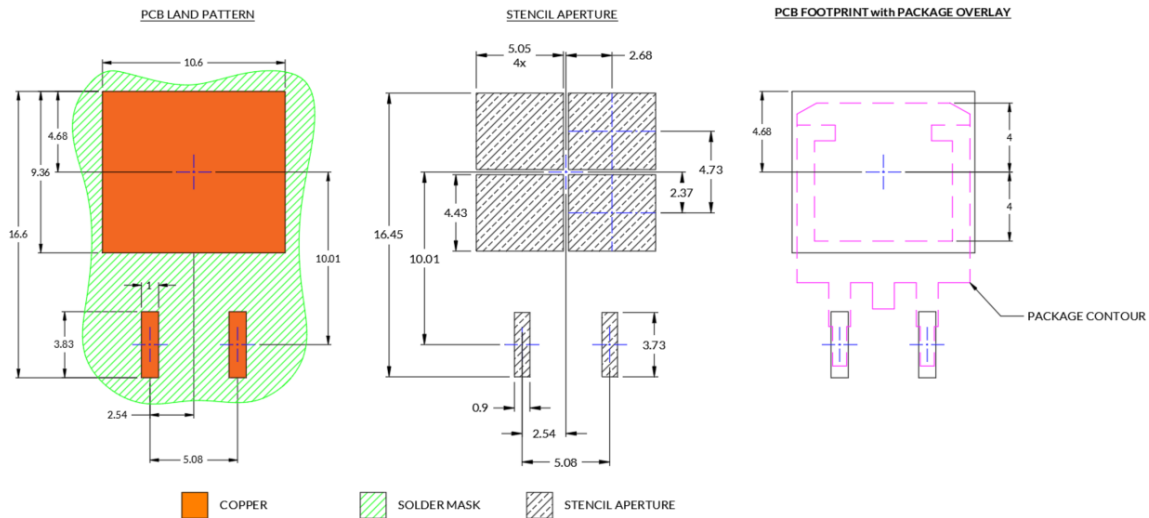 PCB LAND PATTERN
STENCIL APERTURE
PCB FOOTPRINT with PACKAGE OVERLAY
10.6
4.68
9.36
16.6
10.01
1
3.83
2.54
5.08
5.05
4x
2.68
4.73
2.37
4.43
16.45
10.01
3.73
0.9
2.54
5.08
4.68
4
4
PACKAGE CONTOUR
COPPER
SOLDER MASK
STENCIL APERTURE